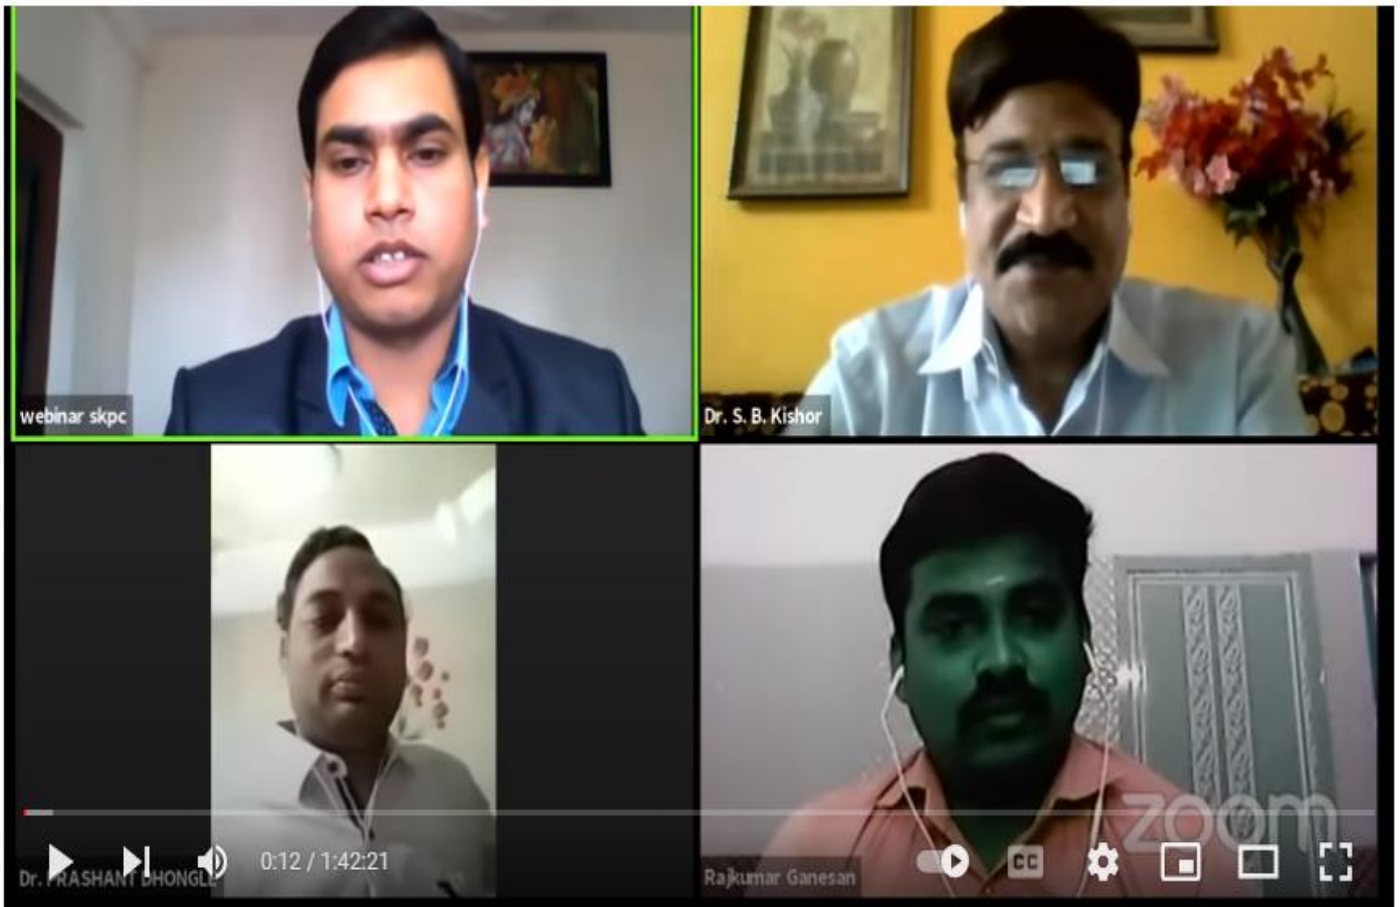 webinar skpc
Dr. S. B. Kishor
zoom
0:12 / 1:42:21
CC
Dr. PRASHANT DHONGLE
Rajkumar Ganesan